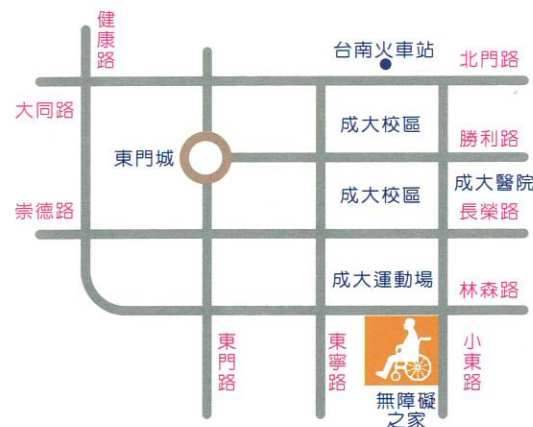 健康路
台南火車站
北門路
大同路
成大校區
勝利路
東門城
成大醫院
成大校區
崇德路
長榮路
成大運動場
林森路
東門路
東寧路
小東路
無障礙
之家